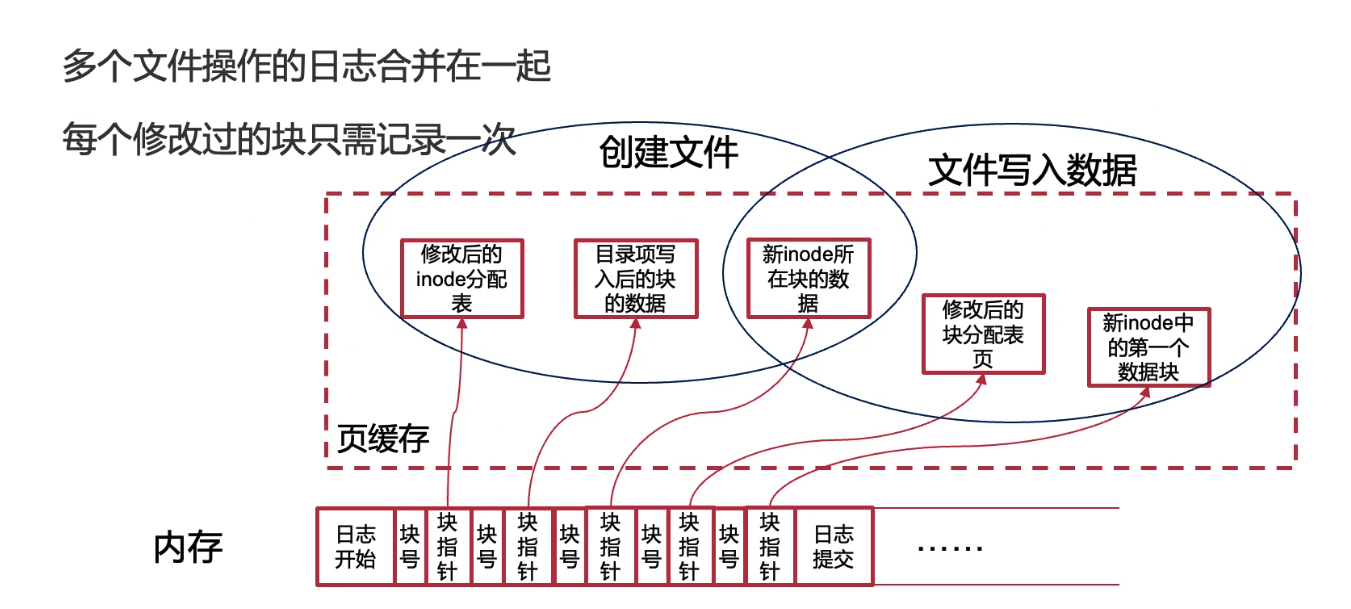 多个文件操作的日志合并在一起
每个修改过的块只需记录一次
创建文件
文件写入数据
修改后的
inode分配
表
目录项写
入后的块
的数据
新inode所
在块的数
据
修改后的
块分配表
页
新inode中
的第一个
数据块
页缓存
内存
日志
开始
块
号
块
指
针
块
号
块
指
针
块
号
块
指
针
块
号
块
指
针
块
号
块
指
针
日志
提交
……